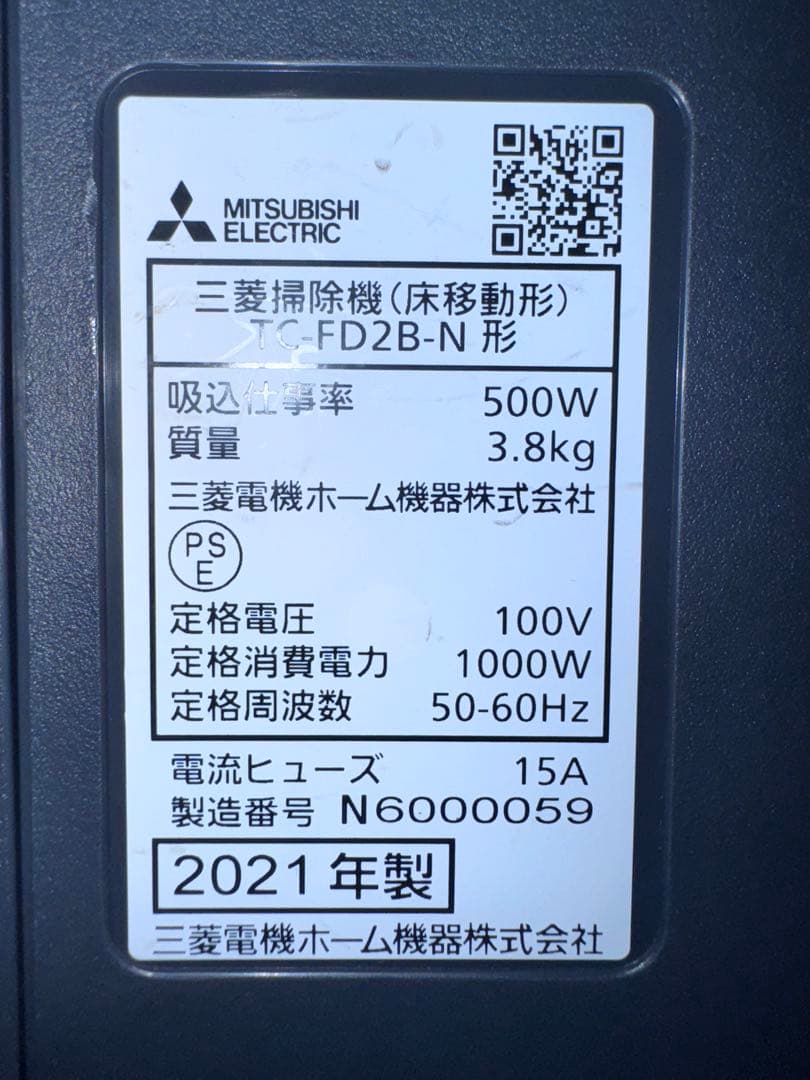 MITSUBISHI
ELECTRIC
三菱掃除機(床移動形)
TC-FD2B-N 形
吸込仕事率 500W
質量 3.8kg
三菱電機ホーム機器株式会社
PS
E
定格電圧 100V
定格消費電力 1000W
定格周波数 50-60Hz
電流ヒューズ 15A
製造番号 N6000059
2021 年製
三菱電機ホーム機器株式会社